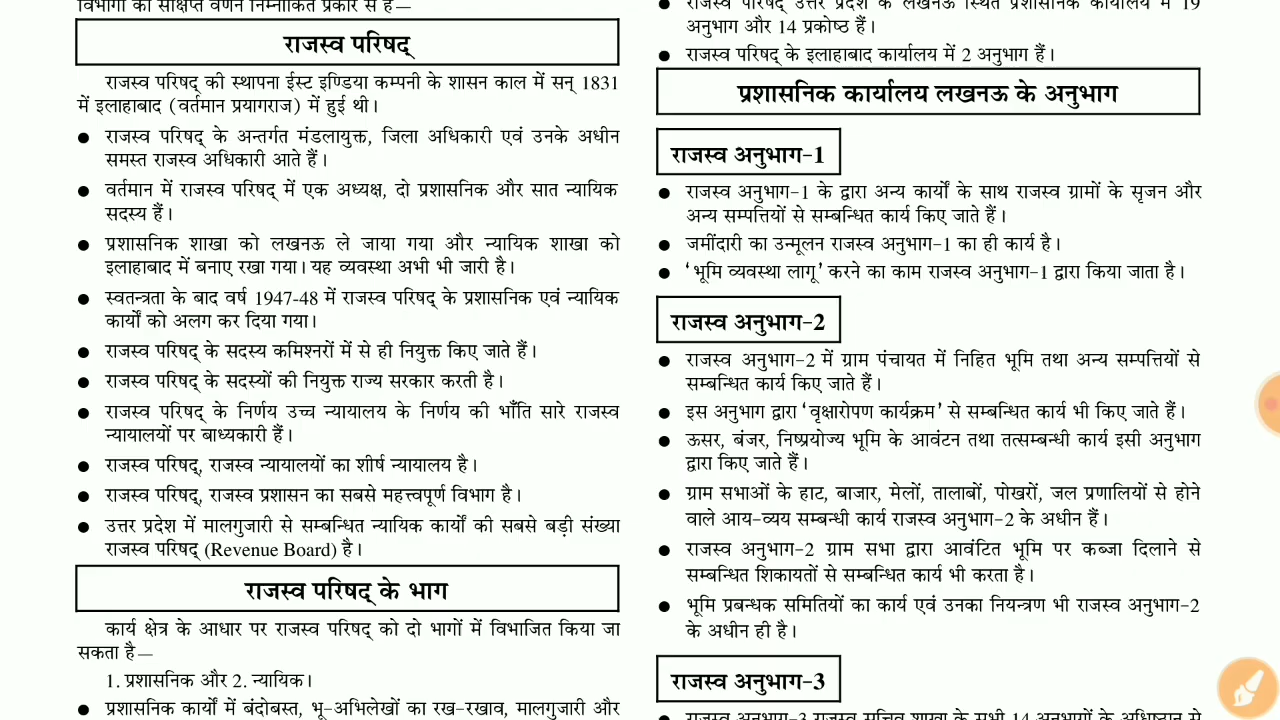 विभागों का संक्षिप्त वर्णन निम्नांकित प्रकार से है—
राजस्व परिषद्
राजस्व परिषद् की स्थापना ईस्ट इण्डिया कम्पनी के शासन काल में सन् 1831
में इलाहाबाद (वर्तमान प्रयागराज) में हुई थी।
● राजस्व परिषद् के अन्तर्गत मंडलायुक्त, जिला अधिकारी एवं उनके अधीन
समस्त राजस्व अधिकारी आते हैं।
● वर्तमान में राजस्व परिषद् में एक अध्यक्ष, दो प्रशासनिक और सात न्यायिक
सदस्य हैं।
● प्रशासनिक शाखा को लखनऊ ले जाया गया और न्यायिक शाखा को
इलाहाबाद में बनाए रखा गया। यह व्यवस्था अभी भी जारी है।
● स्वतन्त्रता के बाद वर्ष 1947-48 में राजस्व परिषद् के प्रशासनिक एवं न्यायिक
कार्यों को अलग कर दिया गया।
● राजस्व परिषद् के सदस्य कमिश्नरों में से ही नियुक्त किए जाते हैं।
● राजस्व परिषद् के सदस्यों की नियुक्त राज्य सरकार करती है।
● राजस्व परिषद् के निर्णय उच्च न्यायालय के निर्णय की भाँति सारे राजस्व
न्यायालयों पर बाध्यकारी हैं।
● राजस्व परिषद्, राजस्व न्यायालयों का शीर्ष न्यायालय है।
● राजस्व परिषद्, राजस्व प्रशासन का सबसे महत्त्वपूर्ण विभाग है।
● उत्तर प्रदेश में मालगुजारी से सम्बन्धित न्यायिक कार्यों की सबसे बड़ी संख्या
राजस्व परिषद् (Revenue Board) है।
राजस्व परिषद् के भाग
कार्य क्षेत्र के आधार पर राजस्व परिषद् को दो भागों में विभाजित किया जा
सकता है—
1. प्रशासनिक और 2. न्यायिक।
● प्रशासनिक कार्यों में बंदोबस्त, भू-अभिलेखों का रख-रखाव, मालगुजारी और
● राजस्व परिषद् उत्तर प्रदेश के लखनऊ स्थित प्रशासनिक कार्यालय में 19
अनुभाग और 14 प्रकोष्ठ हैं।
● राजस्व परिषद् के इलाहाबाद कार्यालय में 2 अनुभाग हैं।
प्रशासनिक कार्यालय लखनऊ के अनुभाग
राजस्व अनुभाग-1
● राजस्व अनुभाग-1 के द्वारा अन्य कार्यों के साथ राजस्व ग्रामों के सृजन और
अन्य सम्पत्तियों से सम्बन्धित कार्य किए जाते हैं।
● जमींदारी का उन्मूलन राजस्व अनुभाग-1 का ही कार्य है।
● 'भूमि व्यवस्था लागू' करने का काम राजस्व अनुभाग-1 द्वारा किया जाता है।
राजस्व अनुभाग-2
● राजस्व अनुभाग-2 में ग्राम पंचायत में निहित भूमि तथा अन्य सम्पत्तियों से
सम्बन्धित कार्य किए जाते हैं।
● इस अनुभाग द्वारा 'वृक्षारोपण कार्यक्रम' से सम्बन्धित कार्य भी किए जाते हैं।
● ऊसर, बंजर, निष्प्रयोज्य भूमि के आवंटन तथा तत्सम्बन्धी कार्य इसी अनुभाग
द्वारा किए जाते हैं।
● ग्राम सभाओं के हाट, बाजार, मेलों, तालाबों, पोखरों, जल प्रणालियों से होने
वाले आय-व्यय सम्बन्धी कार्य राजस्व अनुभाग-2 के अधीन हैं।
● राजस्व अनुभाग-2 ग्राम सभा द्वारा आवंटित भूमि पर कब्जा दिलाने से
सम्बन्धित शिकायतों से सम्बन्धित कार्य भी करता है।
● भूमि प्रबन्धक समितियों का कार्य एवं उनका नियन्त्रण भी राजस्व अनुभाग-2
के अधीन ही है।
राजस्व अनुभाग-3
● राजस्व अनुभाग-3 राजस्व सचिव शाखा के सभी 14 अनुभागों के अधिष्ठान से